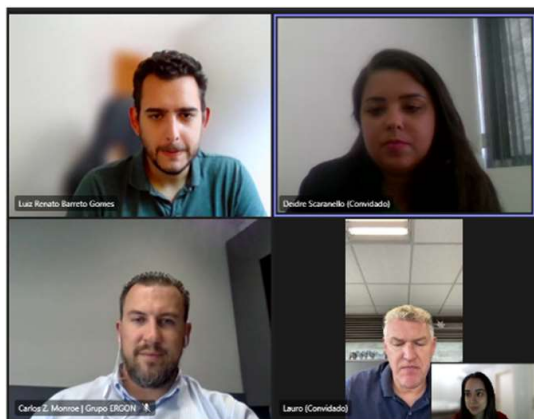 Luiz Renato Barreto Gomes
Deidre Scaranello (Convidado)
Carlos Z. Monroe | Grupo ERGON
Lauro (Convidado)